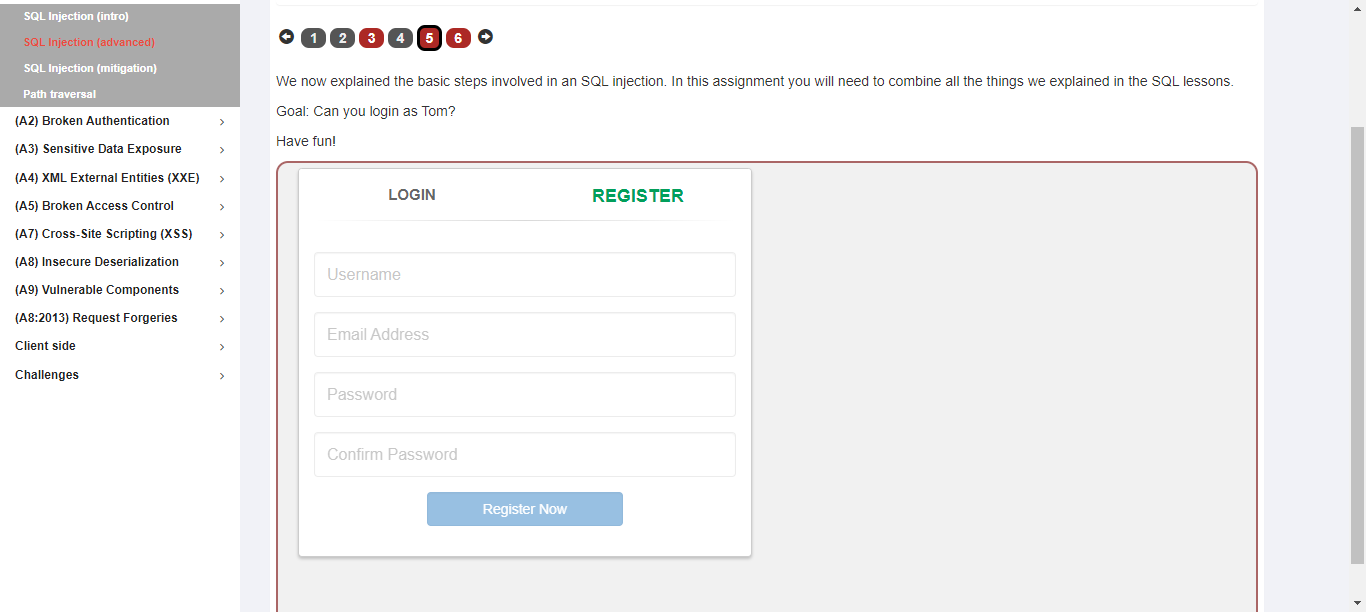 SQL Injection (intro)
SQL Injection (advanced)
SQL Injection (mitigation)
Path traversal
(A2) Broken Authentication
(A3) Sensitive Data Exposure
(A4) XML External Entities (XXE)
(A5) Broken Access Control
(A7) Cross-Site Scripting (XSS)
(A8) Insecure Deserialization
(A9) Vulnerable Components
(A8:2013) Request Forgeries
Client side
Challenges
1 2 3 4 5 6
We now explained the basic steps involved in an SQL injection. In this assignment you will need to combine all the things we explained in the SQL lessons.
Goal: Can you login as Tom?
Have fun!
LOGIN REGISTER
Username
Email Address
Password
Confirm Password
Register Now